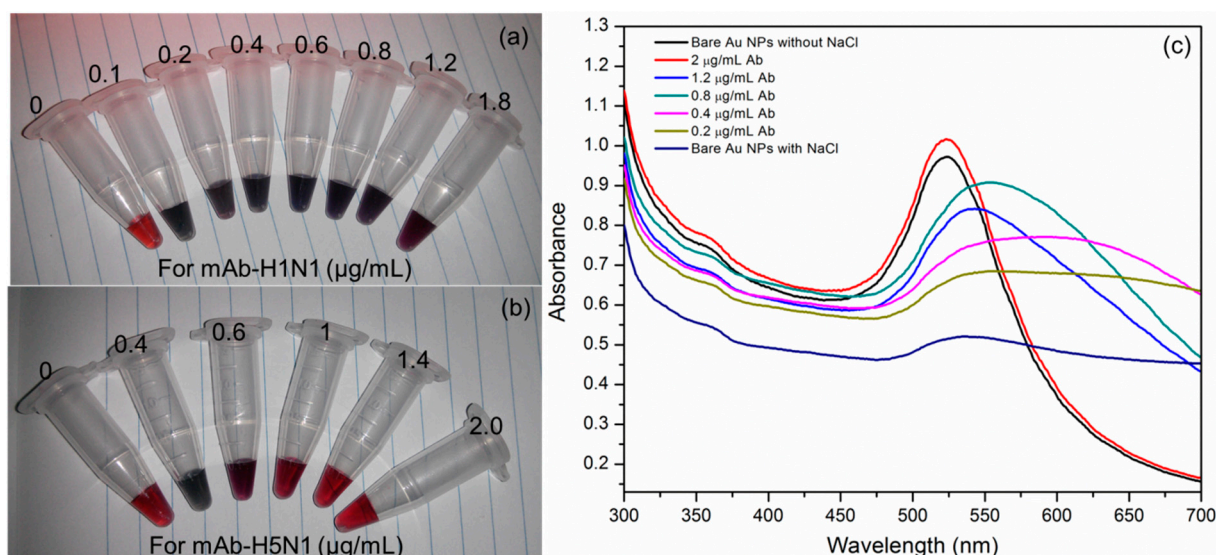 (a)
0
0.1
0.2
0.4
0.6
0.8
1.2
1.8
For mAb-H1N1 (µg/mL)
(b)
0
0.4
0.6
1
1.4
2.0
For mAb-H5N1 (µg/mL)
(c)
Bare Au NPs without NaCl
2 µg/mL Ab
1.2 µg/mL Ab
0.8 µg/mL Ab
0.4 µg/mL Ab
0.2 µg/mL Ab
Bare Au NPs with NaCl
Absorbance
1.3
1.2
1.1
1.0
0.9
0.8
0.7
0.6
0.5
0.4
0.3
0.2
300 350 400 450 500 550 600 650 700
Wavelength (nm)